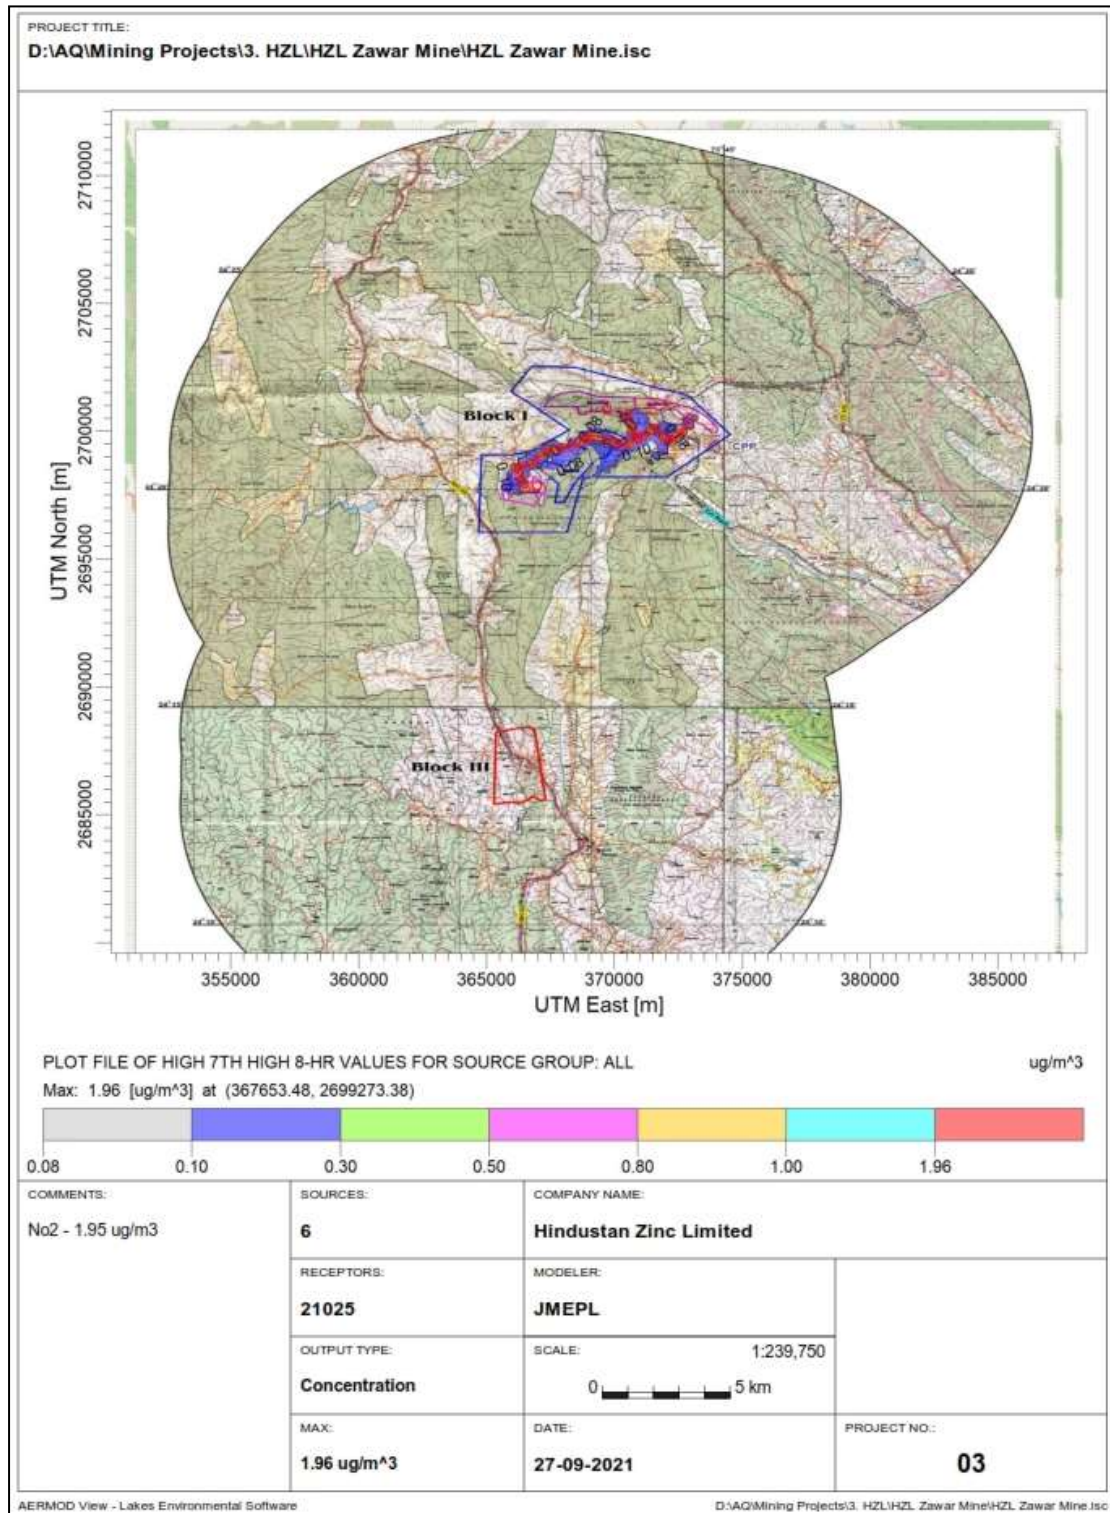 PROJECT TITLE:
D:\AQ\Mining Projects\3. HZL\HZL Zawar Mine\HZL Zawar Mine.isc
2710000
2705000
2700000
2695000
2690000
2685000
UTM North [m]
Block I
CPP
Block III
355000 360000 365000 370000 375000 380000 385000
UTM East [m]
PLOT FILE OF HIGH 7TH HIGH 8-HR VALUES FOR SOURCE GROUP: ALL ug/m^3
Max: 1.96 [ug/m^3] at (367653.48, 2699273.38)
0.08 0.10 0.30 0.50 0.80 1.00 1.96
COMMENTS:
No2 - 1.95 ug/m3
SOURCES:
6
COMPANY NAME:
Hindustan Zinc Limited
RECEPTORS:
21025
MODELER:
JMEPL
OUTPUT TYPE:
Concentration
SCALE: 1:239,750
0 5 km
MAX:
1.96 ug/m^3
DATE:
27-09-2021
PROJECT NO.:
03
AERMOD View - Lakes Environmental Software D:\AQ\Mining Projects\3. HZL\HZL Zawar Mine\HZL Zawar Mine.isc